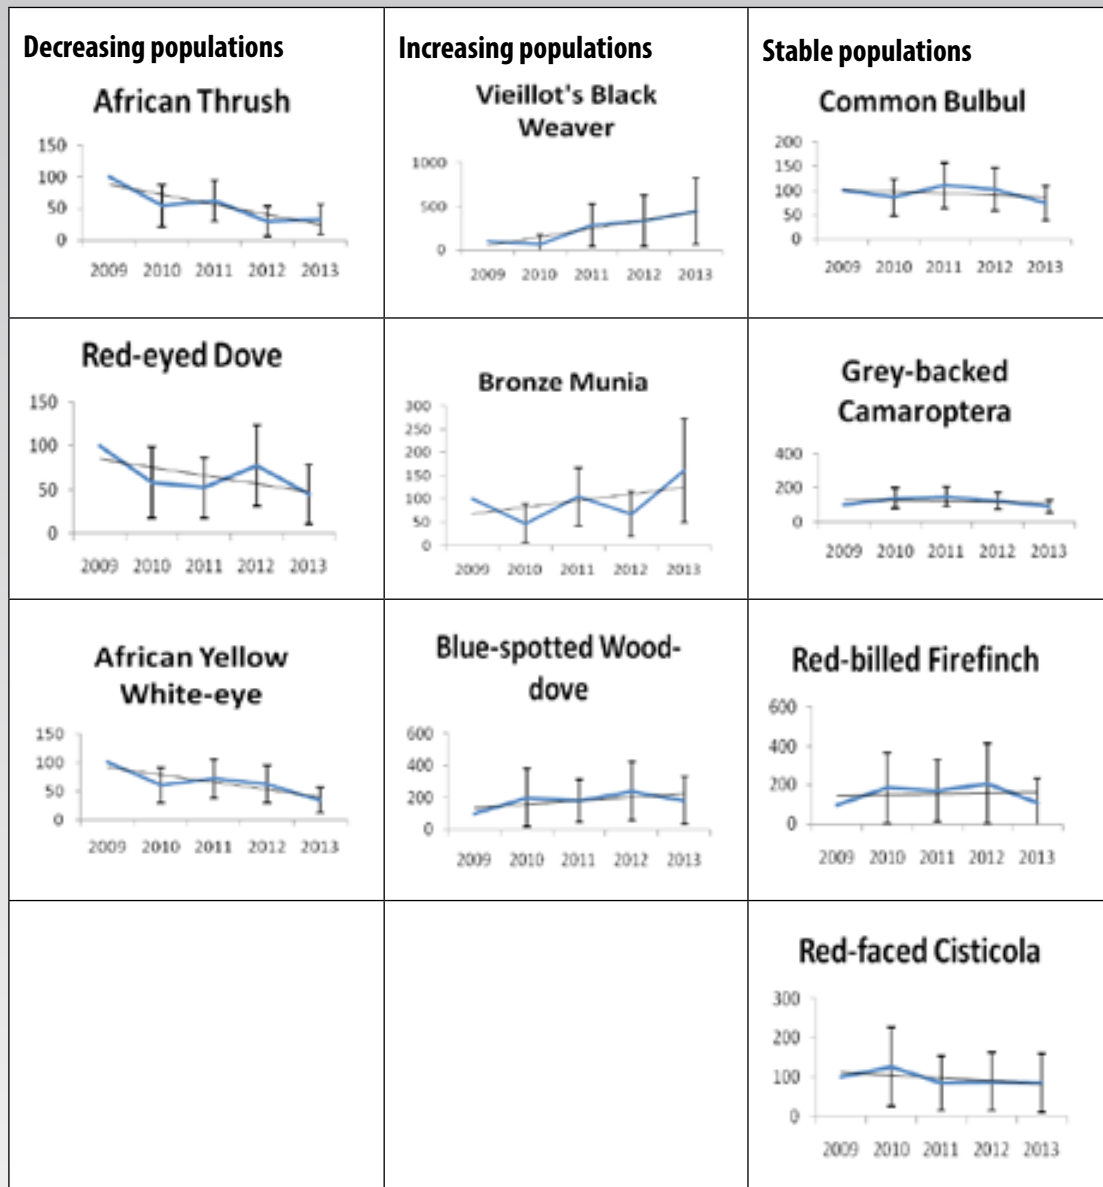 Decreasing populations
Increasing populations
Stable populations
African Thrush
150
100
50
0
2009 2010 2011 2012 2013
Vieillot's Black
Weaver
1000
500
0
2009 2010 2011 2012 2013
Common Bulbul
200
150
100
50
0
2009 2010 2011 2012 2013
Red-eyed Dove
150
100
50
0
2009 2010 2011 2012 2013
Bronze Munia
300
250
200
150
100
50
0
2009 2010 2011 2012 2013
Grey-backed
Camaroptera
400
200
0
2009 2010 2011 2012 2013
African Yellow
White-eye
150
100
50
0
2009 2010 2011 2012 2013
Blue-spotted Wood-
dove
600
400
200
0
2009 2010 2011 2012 2013
Red-billed Firefinch
600
400
200
0
2009 2010 2011 2012 2013
Red-faced Cisticola
300
200
100
0
2009 2010 2011 2012 2013